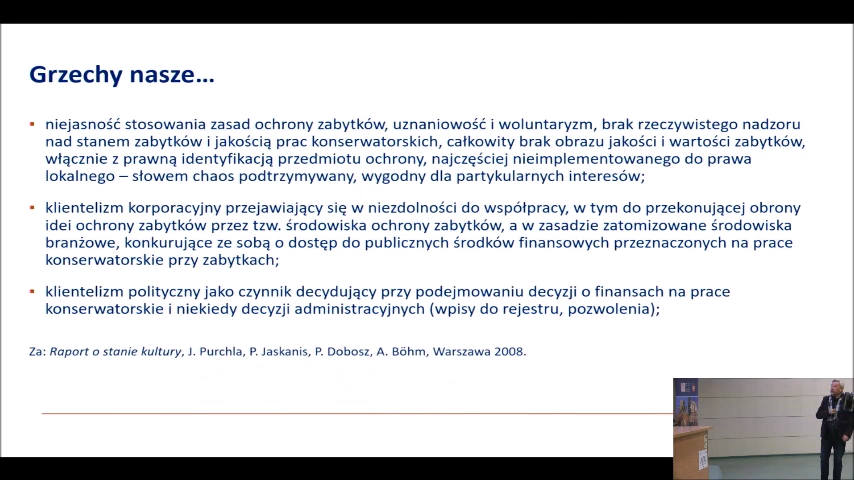 Grzechy nasze...
▪ niejasność stosowania zasad ochrony zabytków, uznaniowość i woluntaryzm, brak rzeczywistego nadzoru
nad stanem zabytków i jakością prac konserwatorskich, całkowity brak obrazu jakości i wartości zabytków,
włącznie z prawną identyfikacją przedmiotu ochrony, najczęściej nieimplementowanego do prawa
lokalnego – słowem chaos podtrzymywany, wygodny dla partykularnych interesów;
▪ klientelizm korporacyjny przejawiający się w niezdolności do współpracy, w tym do przekonującej obrony
idei ochrony zabytków przez tzw. środowiska ochrony zabytków, a w zasadzie zatomizowane środowiska
branżowe, konkurujące ze sobą o dostęp do publicznych środków finansowych przeznaczonych na prace
konserwatorskie przy zabytkach;
▪ klientelizm polityczny jako czynnik decydujący przy podejmowaniu decyzji o finansach na prace
konserwatorskie i niekiedy decyzji administracyjnych (wpisy do rejestru, pozwolenia);
Za: Raport o stanie kultury, J. Purchla, P. Jaskanis, P. Dobosz, A. Böhm, Warszawa 2008.